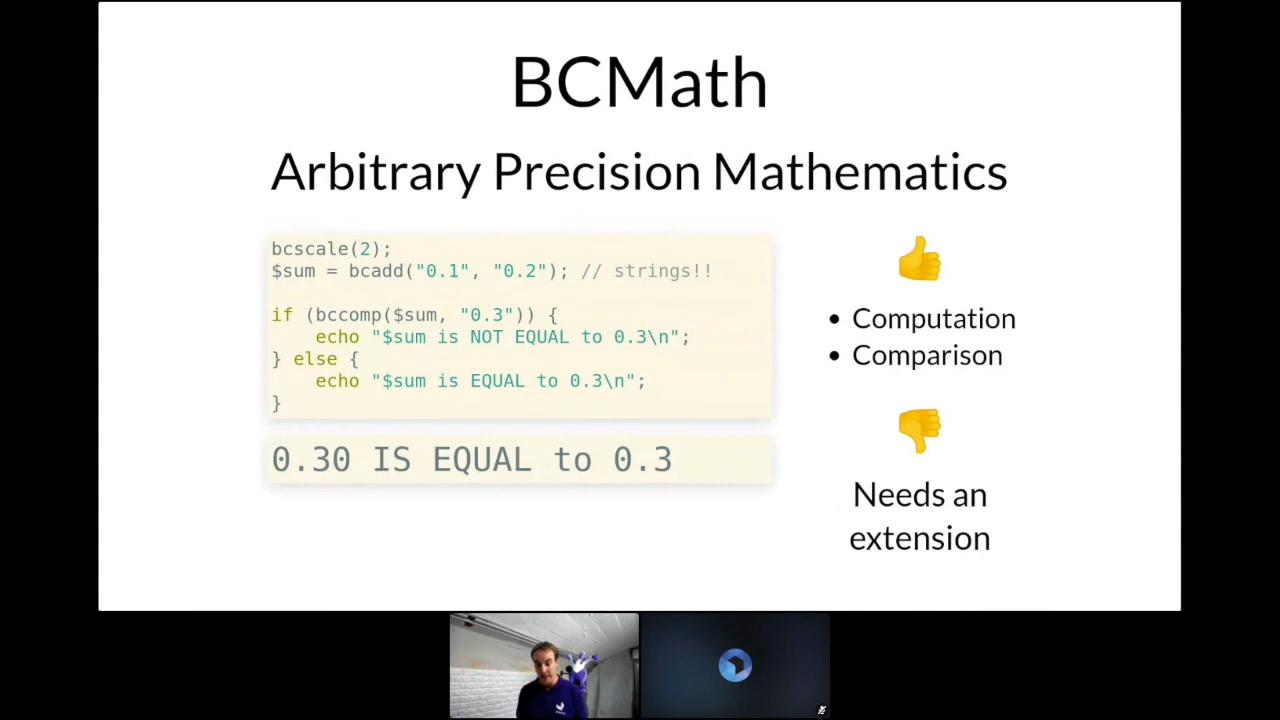 BCMath
Arbitrary Precision Mathematics
bcscale(2);
$sum = bcadd("0.1", "0.2"); // strings!!
if (bccomp($sum, "0.3")) {
    echo "$sum is NOT EQUAL to 0.3\n";
} else {
    echo "$sum is EQUAL to 0.3\n";
}
0.30 IS EQUAL to 0.3
• Computation
• Comparison
Needs an
extension